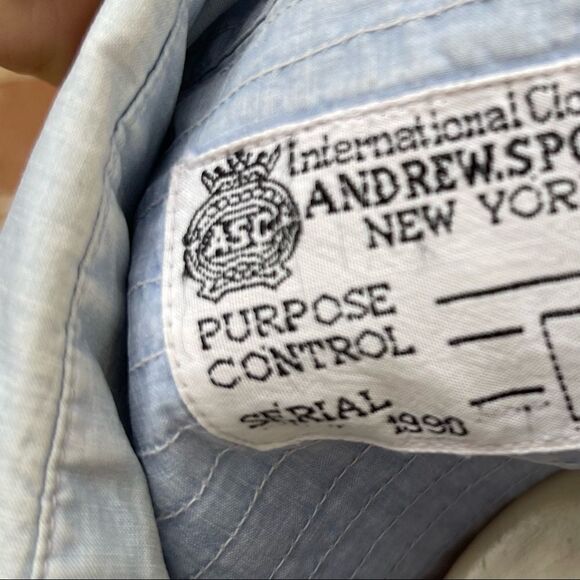 International Clo
ANDREW.SPO
NEW YOR
ASC
PURPOSE
CONTROL
SERIAL 1990